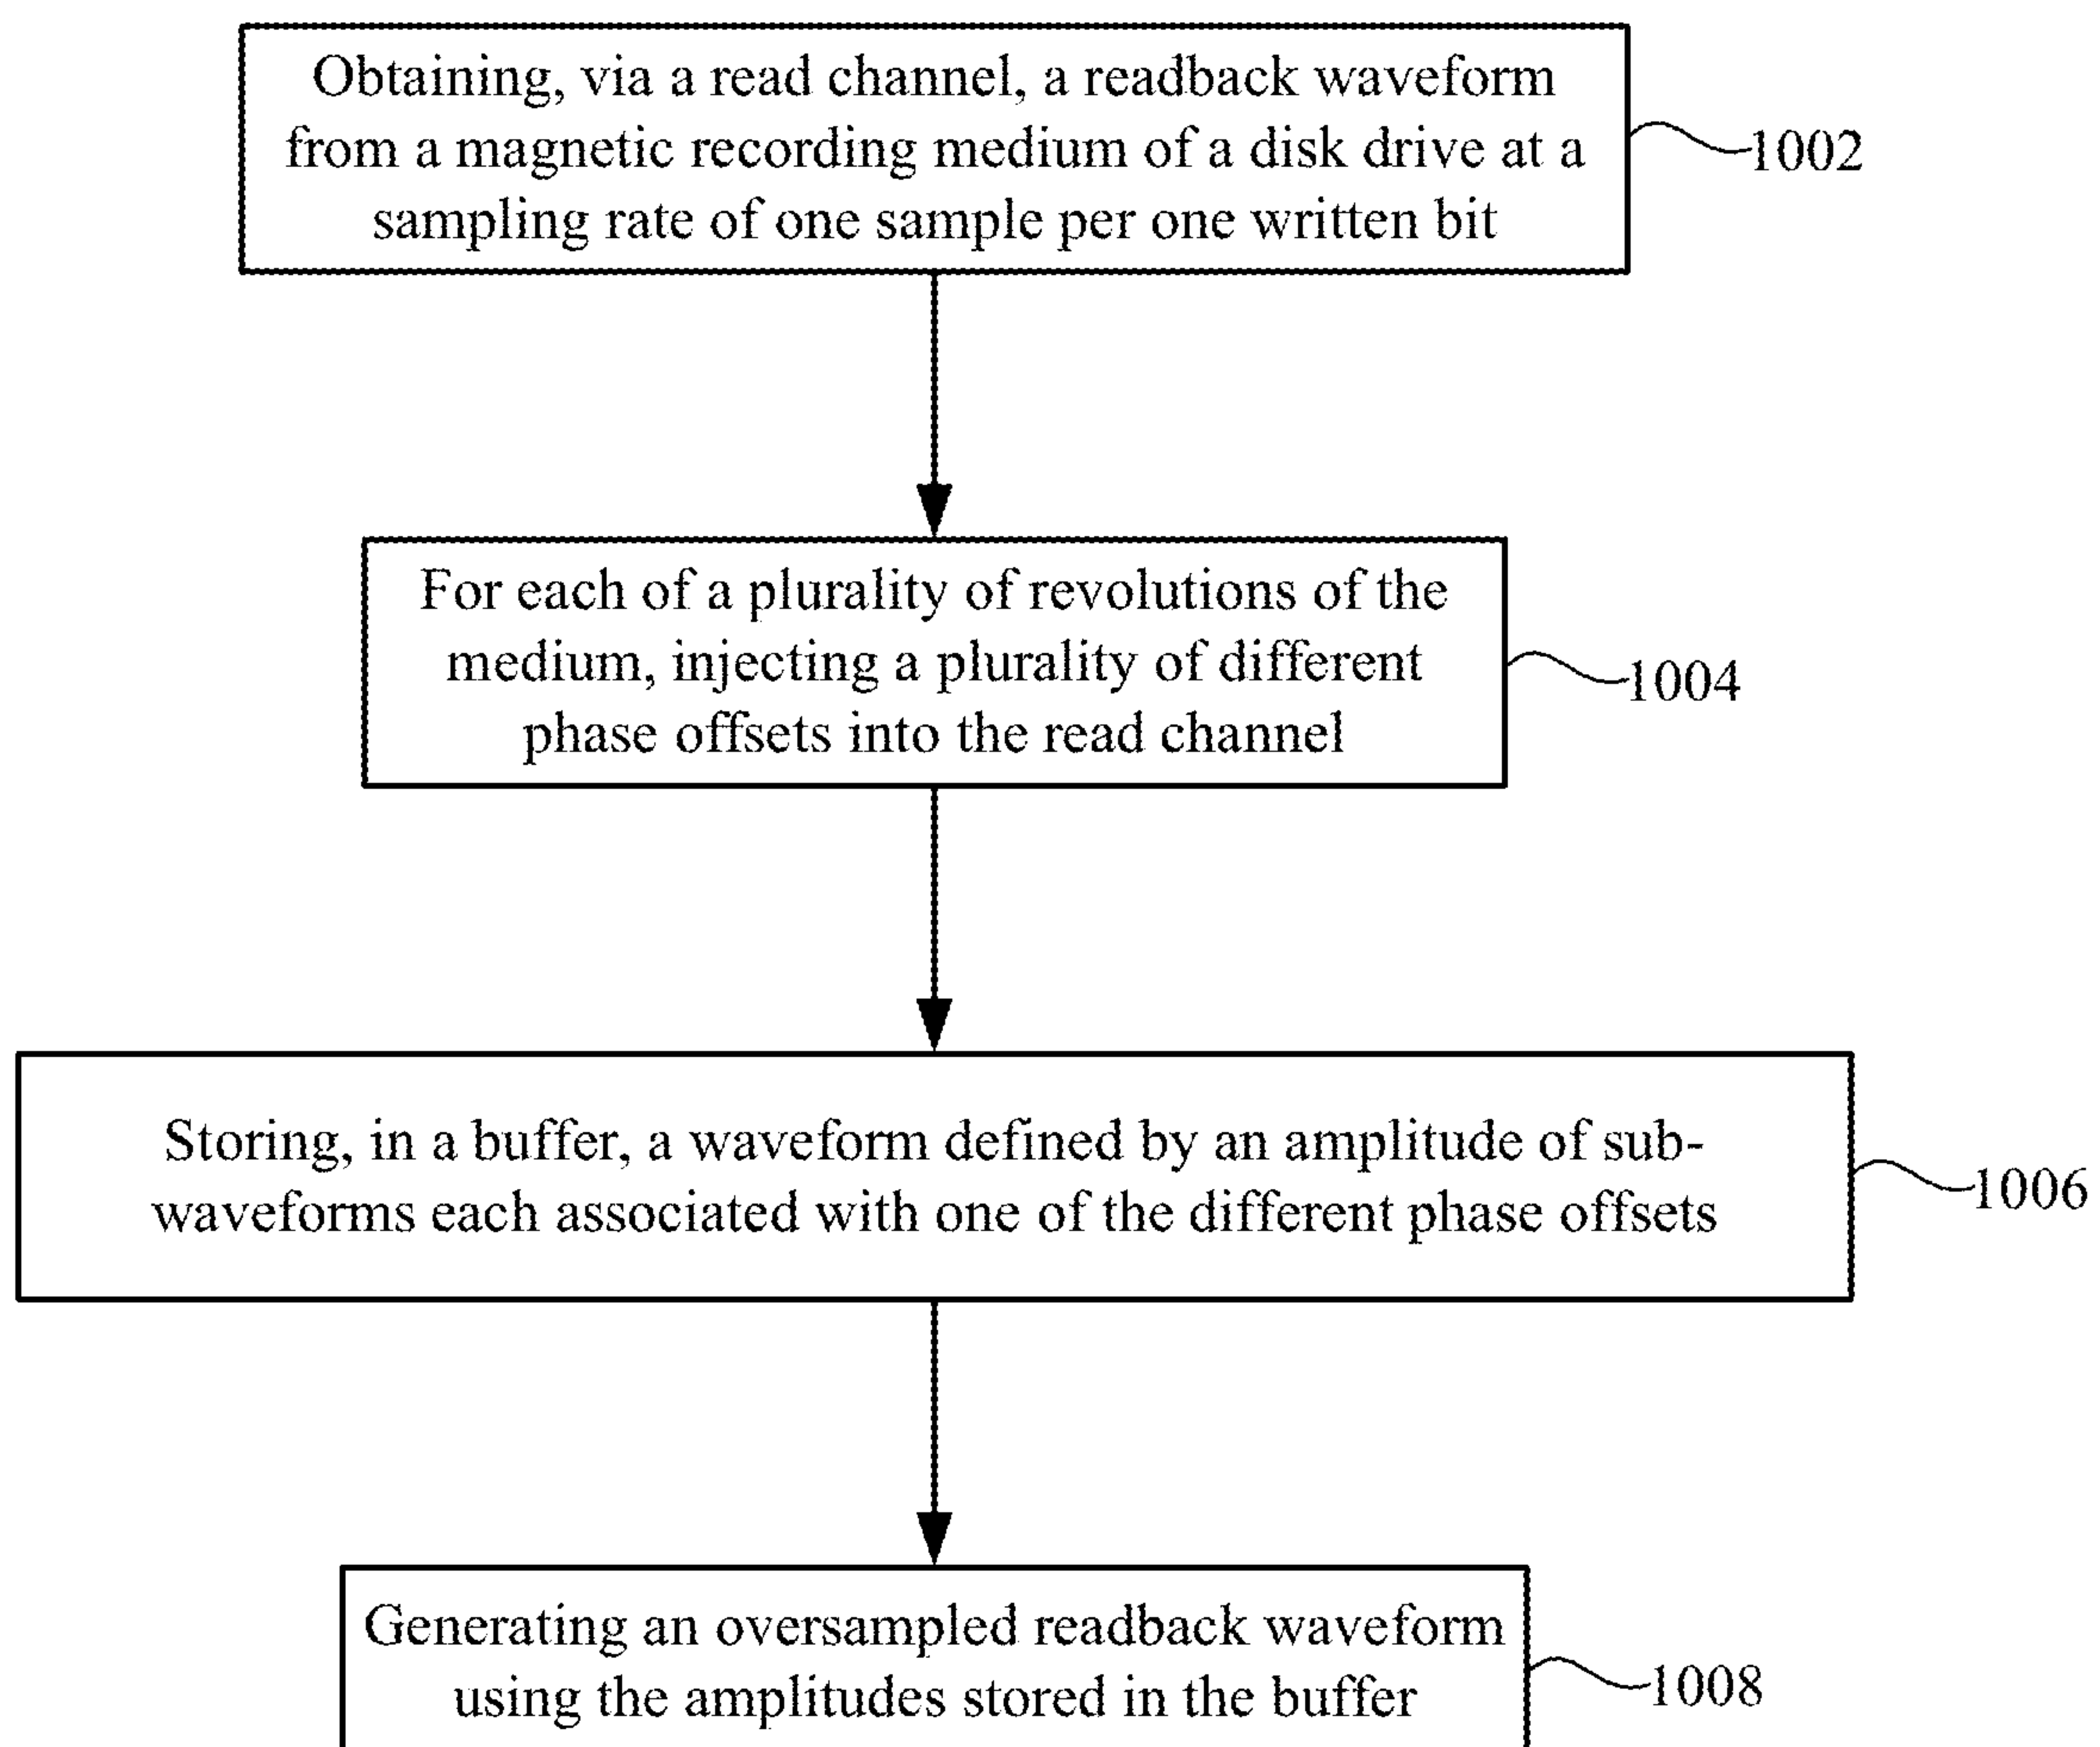 Obtaining, via a read channel, a readback waveform
from a magnetic recording medium of a disk drive at a
sampling rate of one sample per one written bit
1002
For each of a plurality of revolutions of the
medium, injecting a plurality of different
phase offsets into the read channel
1004
Storing, in a buffer, a waveform defined by an amplitude of sub-
waveforms each associated with one of the different phase offsets
1006
Generating an oversampled readback waveform
using the amplitudes stored in the buffer
1008